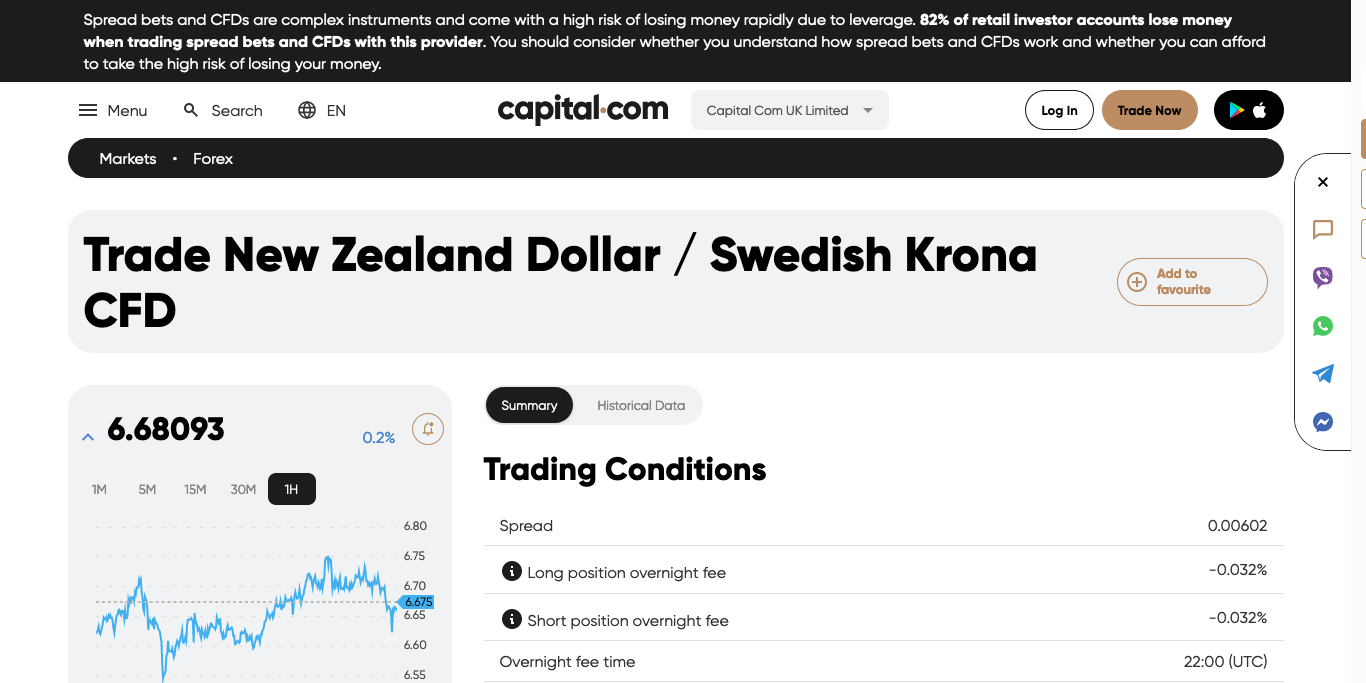 Spread bets and CFDs are complex instruments and come with a high risk of losing money rapidly due to leverage. 82% of retail investor accounts lose money
when trading spread bets and CFDs with this provider. You should consider whether you understand how spread bets and CFDs work and whether you can afford
to take the high risk of losing your money.
Menu Search EN capital.com Capital Com UK Limited Log In Trade Now
Markets • Forex
Trade New Zealand Dollar / Swedish Krona
CFD
Add to
favourite
6.68093 0.2%
1M 5M 15M 30M 1H
6.80
6.75
6.70
6.675
6.65
6.60
6.55
Summary Historical Data
Trading Conditions
Spread 0.00602
Long position overnight fee -0.032%
Short position overnight fee -0.032%
Overnight fee time 22:00 (UTC)